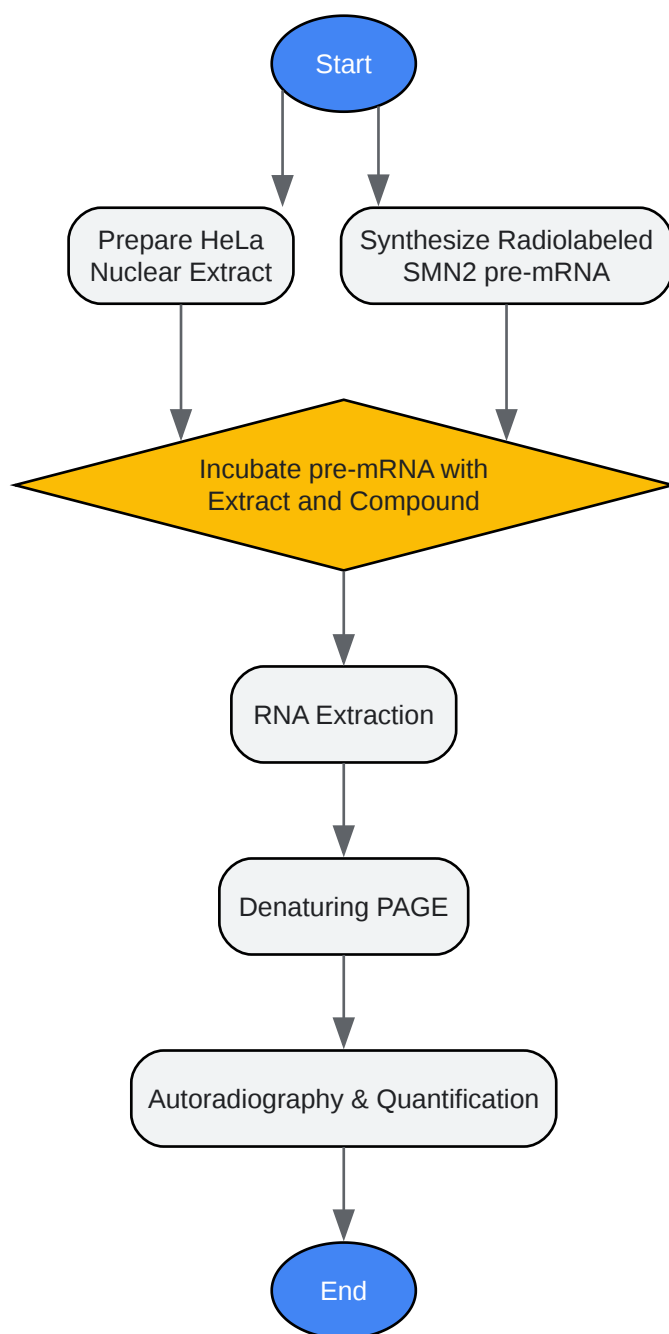 Start
Prepare HeLa
Nuclear Extract
Synthesize Radiolabeled
SMN2 pre-mRNA
Incubate pre-mRNA with
Extract and Compound
RNA Extraction
Denaturing PAGE
Autoradiography & Quantification
End